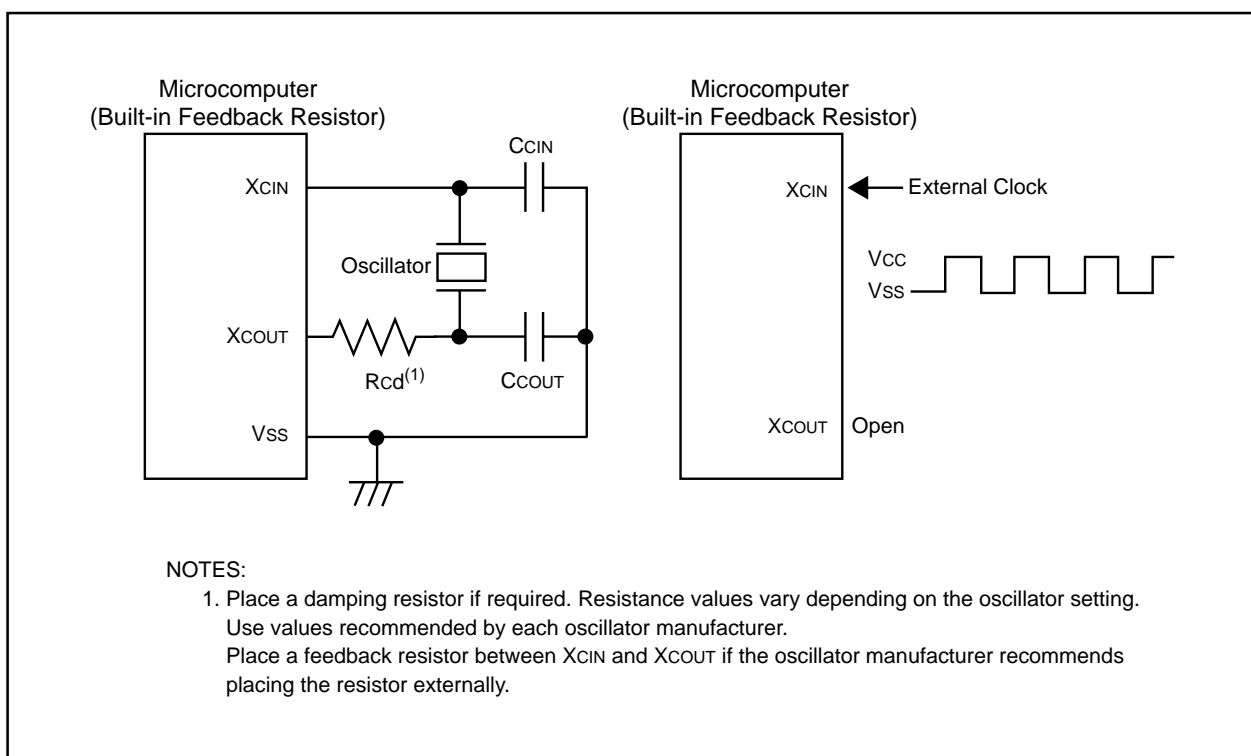 Microcomputer
(Built-in Feedback Resistor)
XCIN
CCIN
Oscillator
XCOUT
RCd(1)
CCOUT
VSS
Microcomputer
(Built-in Feedback Resistor)
XCIN
External Clock
VCC
VSS
XCOUT
Open
NOTES:
1. Place a damping resistor if required. Resistance values vary depending on the oscillator setting.
Use values recommended by each oscillator manufacturer.
Place a feedback resistor between XCIN and XCOUT if the oscillator manufacturer recommends
placing the resistor externally.